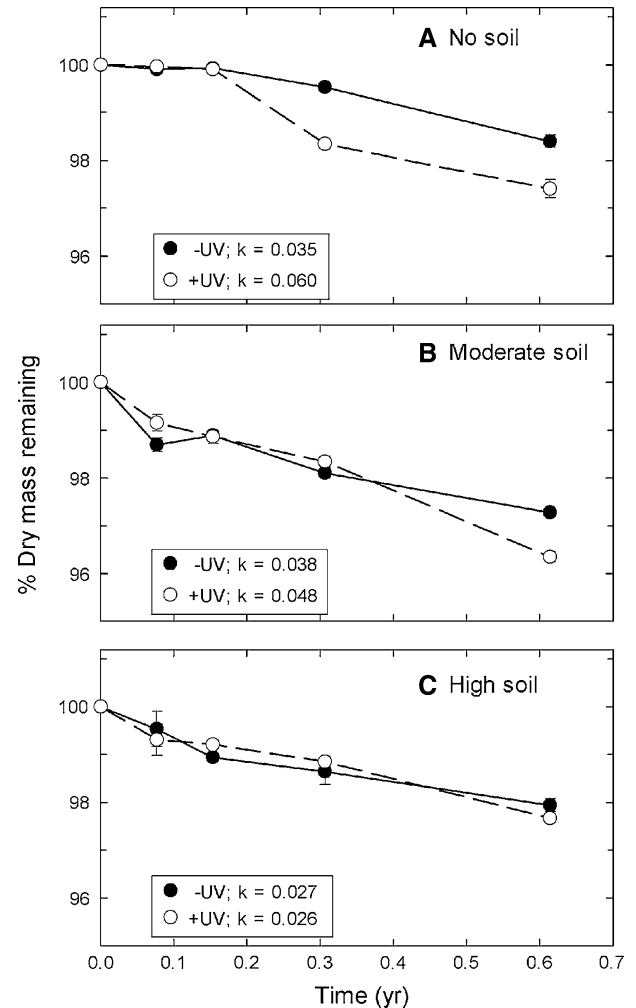 A No soil
100
98
96
-UV; k = 0.035
+UV; k = 0.060
B Moderate soil
100
98
96
-UV; k = 0.038
+UV; k = 0.048
% Dry mass remaining
C High soil
100
98
96
-UV; k = 0.027
+UV; k = 0.026
0.0 0.1 0.2 0.3 0.4 0.5 0.6 0.7
Time (yr)